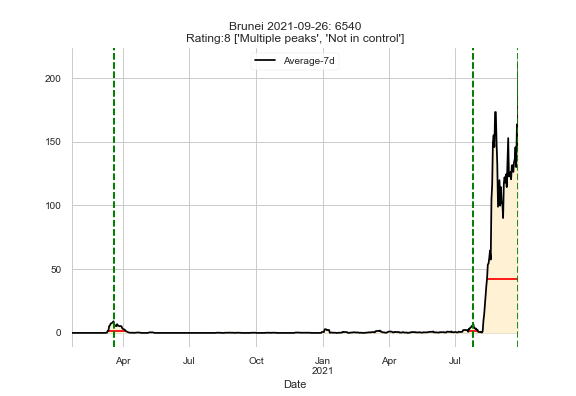 Brunei 2021-09-26: 6540
Rating:8 ['Multiple peaks', 'Not in control']
Average-7d
200
150
100
50
0
Apr
Jul
Oct
Jan
2021
Apr
Jul
Date